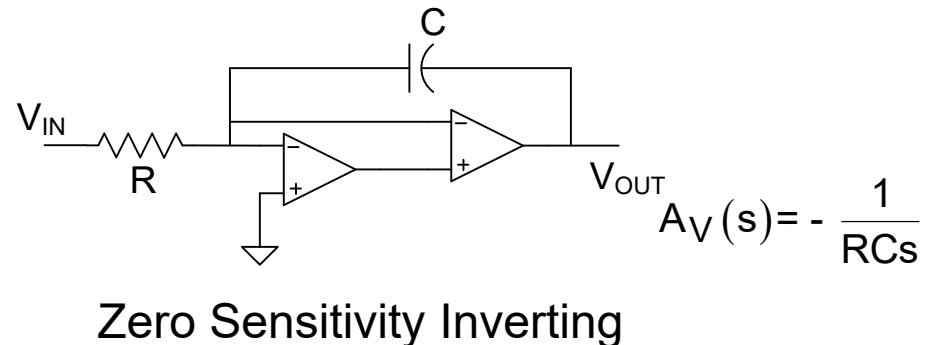 C
V_IN
R
−
+
−
+
V_OUT
A_V(s)= - 1/RCs
Zero Sensitivity Inverting